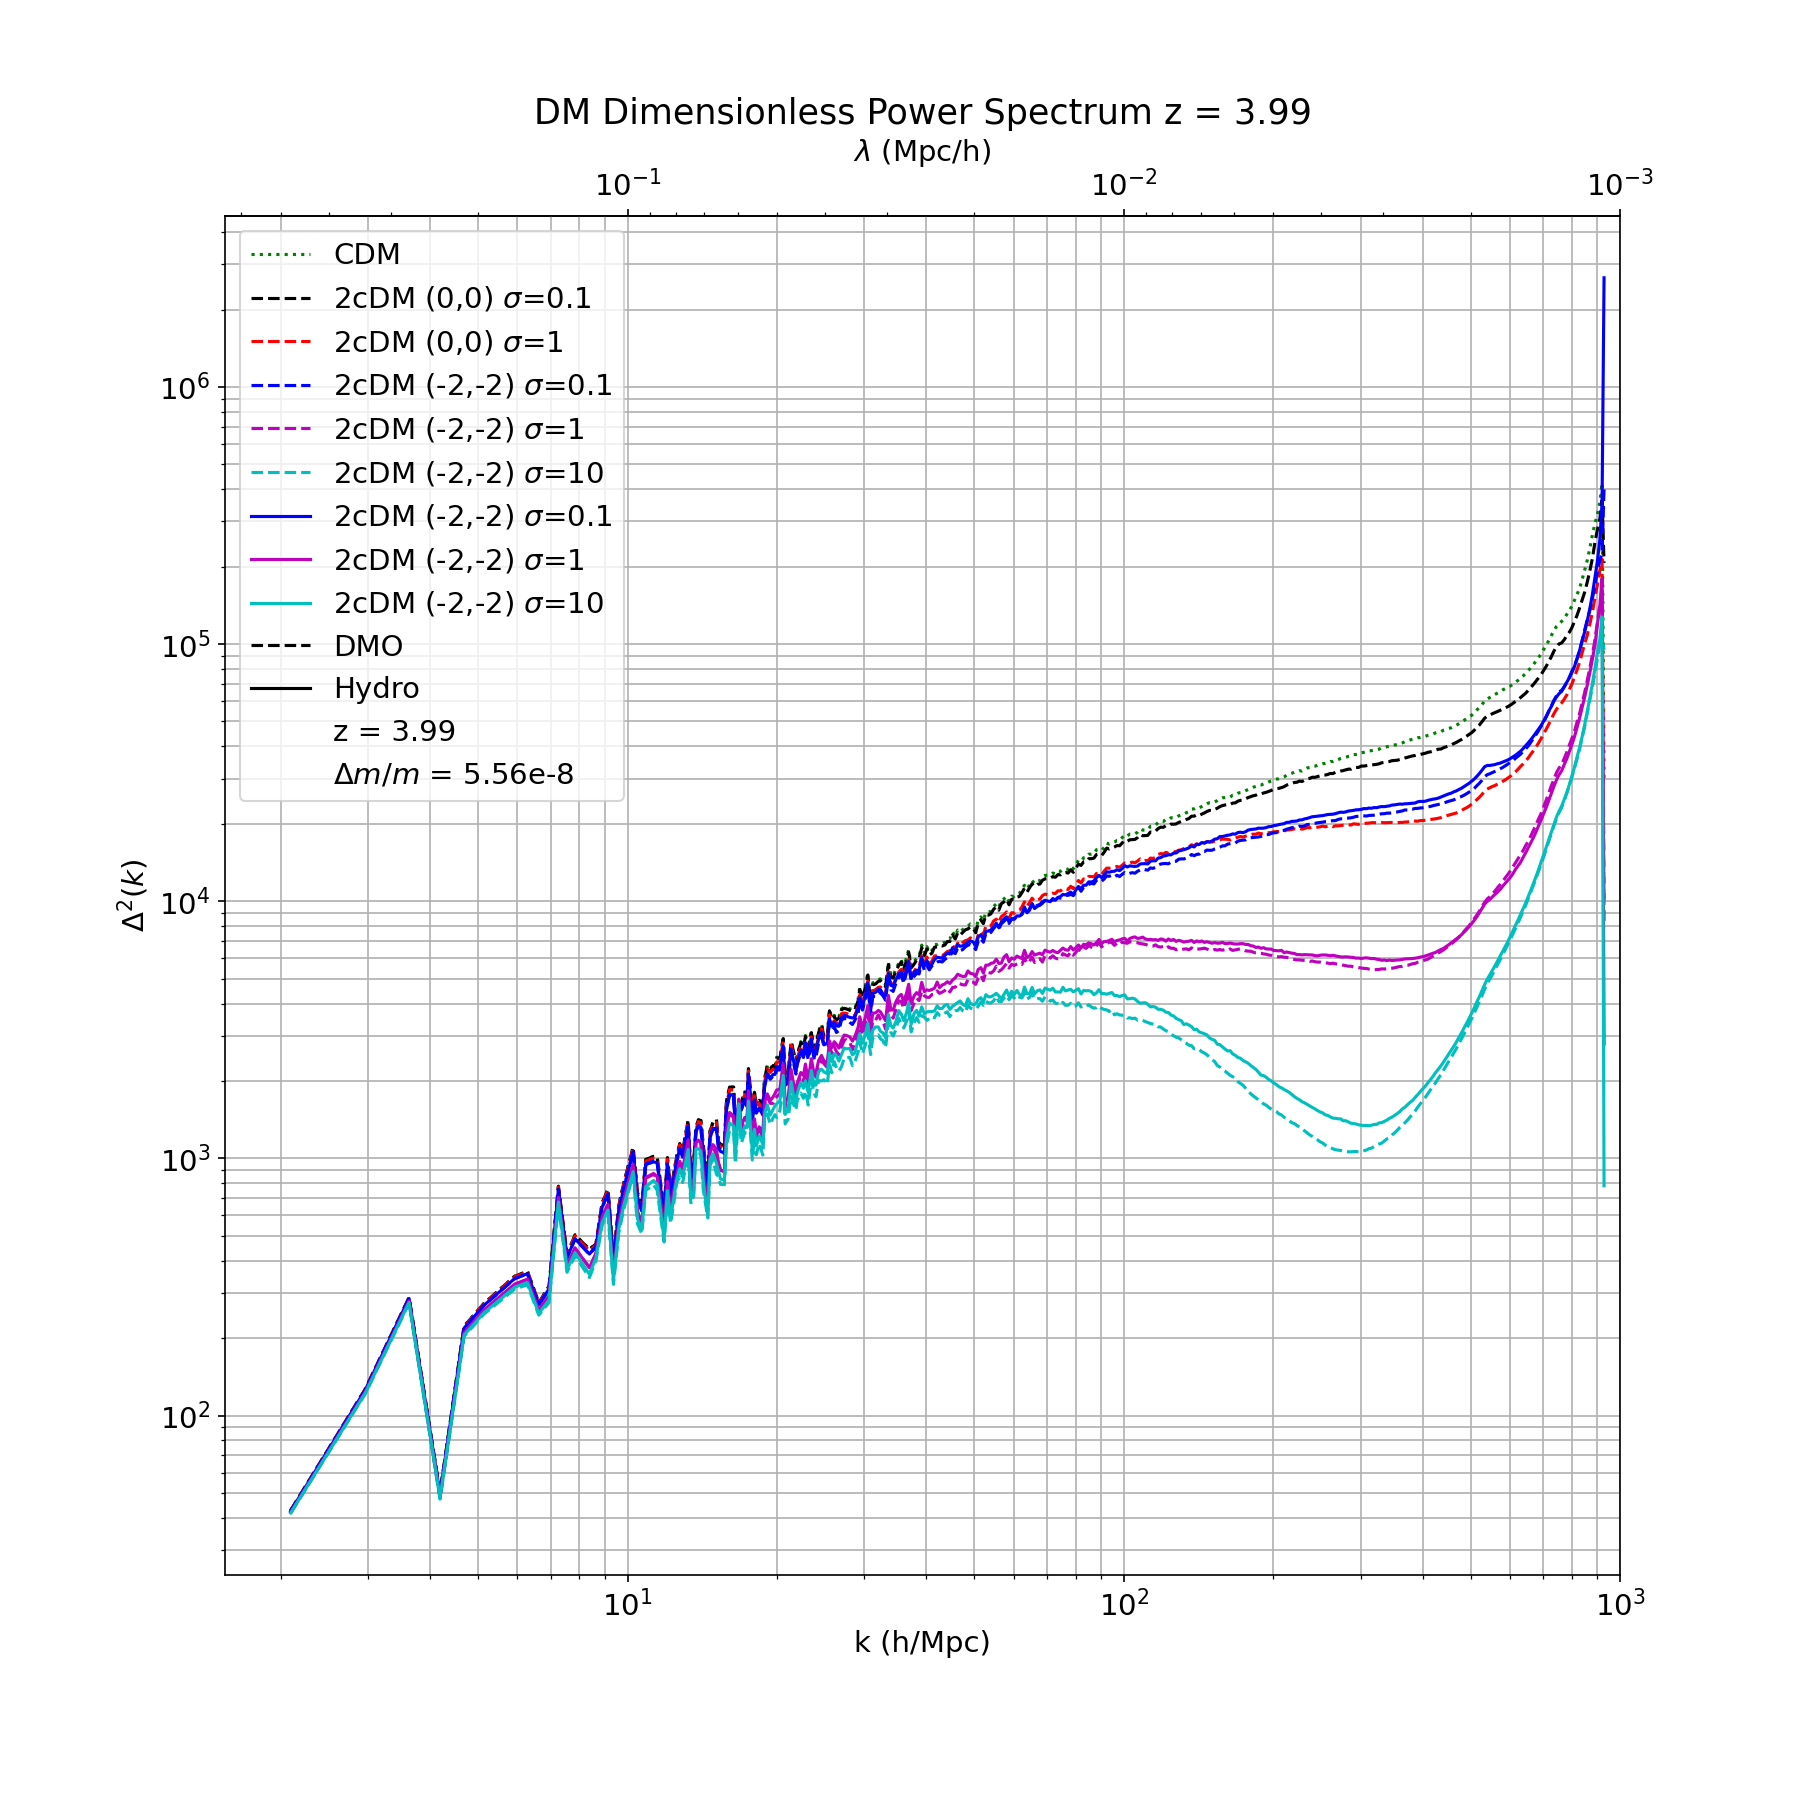 DM Dimensionless Power Spectrum z = 3.99
λ (Mpc/h)
10⁻¹ 10⁻² 10⁻³
CDM
2cDM (0,0) σ=0.1
2cDM (0,0) σ=1
2cDM (-2,-2) σ=0.1
2cDM (-2,-2) σ=1
2cDM (-2,-2) σ=10
2cDM (-2,-2) σ=0.1
2cDM (-2,-2) σ=1
2cDM (-2,-2) σ=10
DMO
Hydro
z = 3.99
Δm/m = 5.56e-8
10⁶
10⁵
10⁴
10³
10²
Δ²(k)
10¹ 10² 10³
k (h/Mpc)